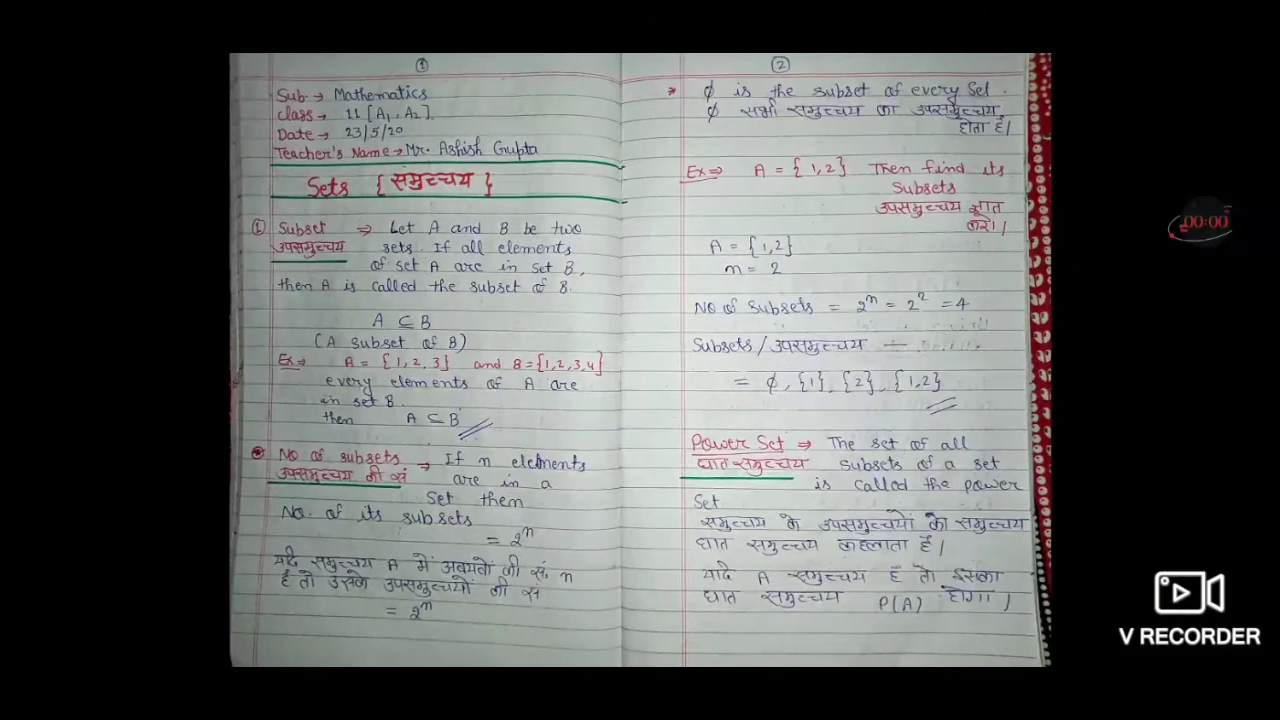 ①
Sub. → Mathematics
Class → 11 [A₁, A₂]
Date → 23/5/20
Teacher's Name → Mr. Ashish Gupta
Sets {समुच्चय}
① Subset ⇒ Let A and B be two
उपसमुच्चय sets. If all elements
of set A are in set B,
then A is called the subset of B.
A ⊆ B
(A subset of B)
Ex ⇒ A = {1, 2, 3} and B = {1, 2, 3, 4}
every elements of A are
in set B
then A ⊆ B
No of subsets → If n elements
उपसमुच्चय की सं are in a
Set them
No. of its subsets
= 2ⁿ
यदि समुच्चय A में अवयवों की सं. n
है तो उसके उपसमुच्चयों की सं
= 2ⁿ
②
ϕ is the subset of every Set.
ϕ सभी समुच्चय का उपसमुच्चय
होता है।
Ex ⇒ A = {1, 2} Then find its
Subsets
उपसमुच्चय ज्ञात
करो।
A = {1, 2}
n = 2
No of Subsets = 2ⁿ = 2² = 4
Subsets/उपसमुच्चय —
= ϕ, {1}, {2}, {1, 2}
Power Set ⇒ The set of all
घात समुच्चय subsets of a set
is called the power
Set
समुच्चय के उपसमुच्चयों का समुच्चय
घात समुच्चय कहलाता है।
यदि A समुच्चय है तो इसका
घात समुच्चय P(A) होगा।
00:00
V RECORDER